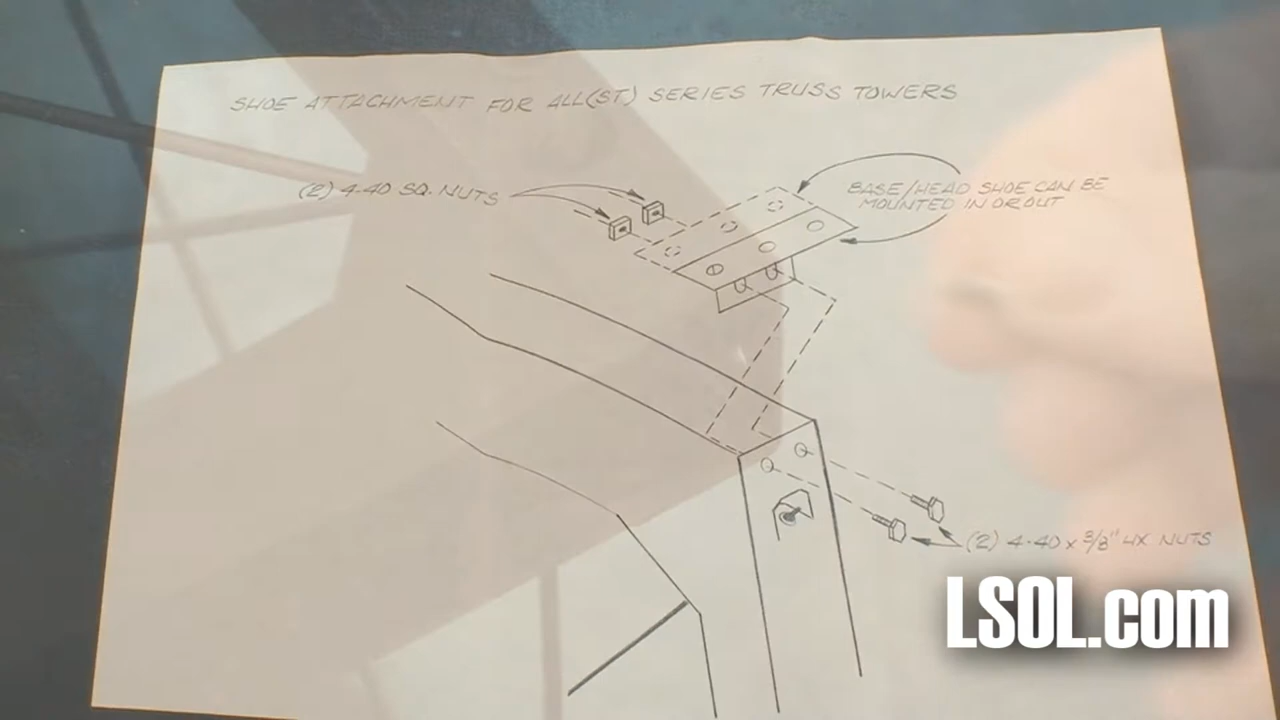 SHOE ATTACHMENT FOR ALL(ST) SERIES TRUSS TOWERS
(2) 4-40 SQ. NUTS
BASE/HEAD SHOE CAN BE
MOUNTED IN OR OUT
(2) 4-40 x 3/8" HX NUTS
LSOL.com